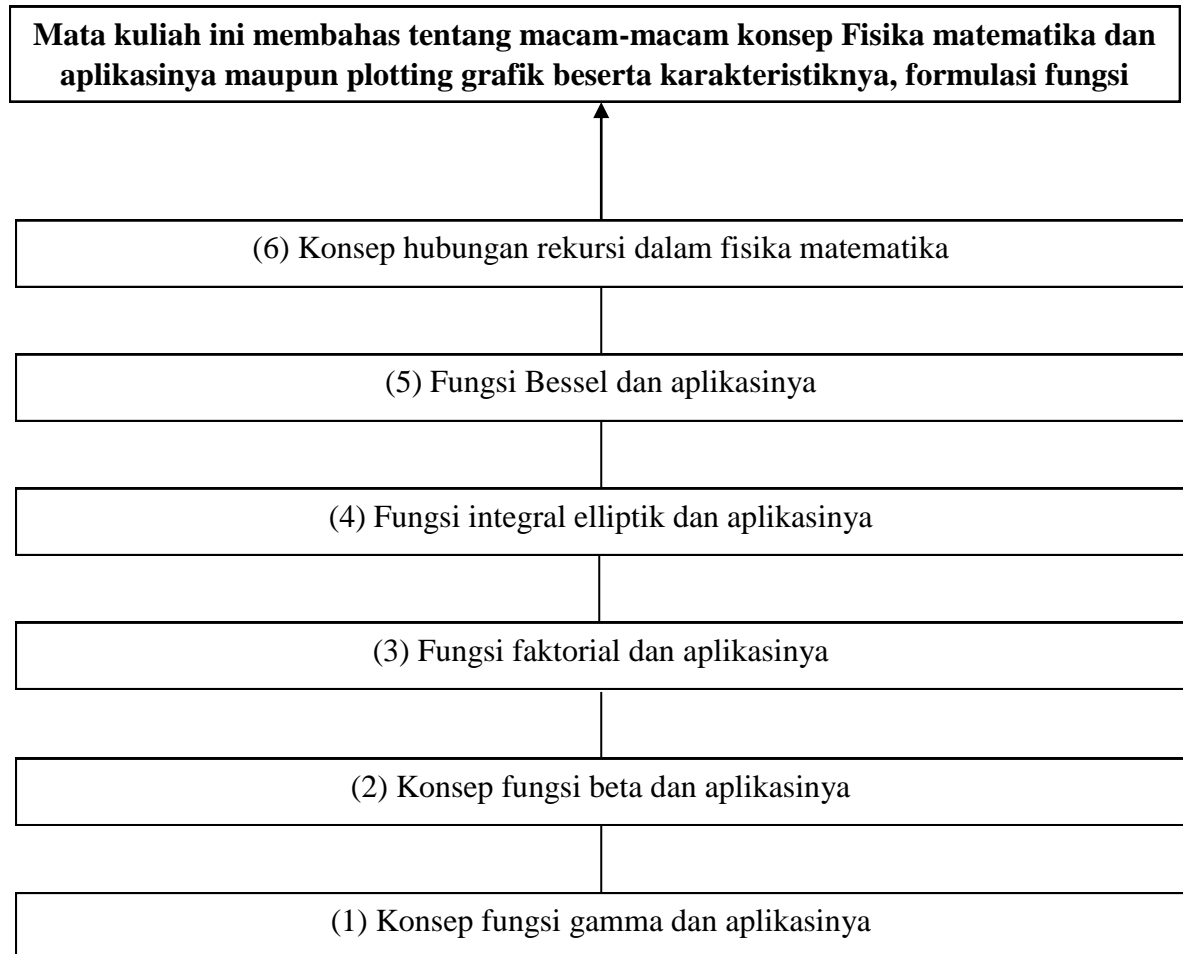 Mata kuliah ini membahas tentang macam-macam konsep Fisika matematika dan
aplikasinya maupun plotting grafik beserta karakteristiknya, formulasi fungsi
(6) Konsep hubungan rekursi dalam fisika matematika
(5) Fungsi Bessel dan aplikasinya
(4) Fungsi integral elliptik dan aplikasinya
(3) Fungsi faktorial dan aplikasinya
(2) Konsep fungsi beta dan aplikasinya
(1) Konsep fungsi gamma dan aplikasinya